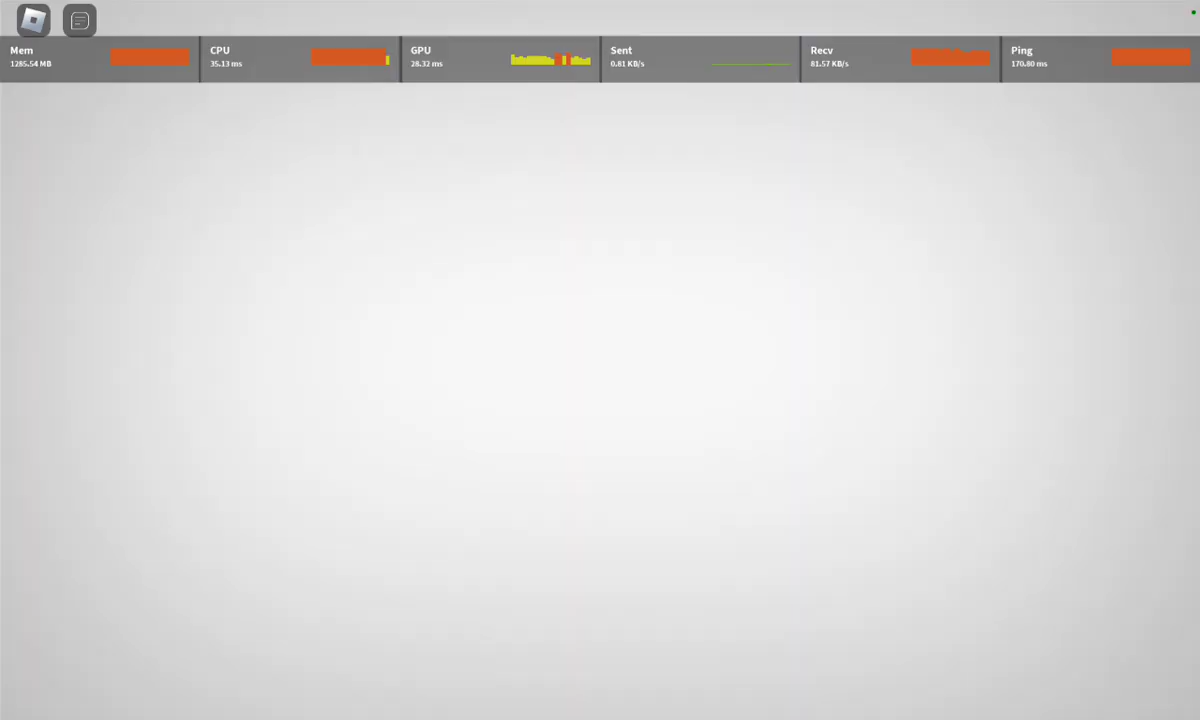 Mem
1285.54 MB
CPU
35.13 ms
GPU
28.32 ms
Sent
0.81 KB/s
Recv
81.57 KB/s
Ping
170.80 ms